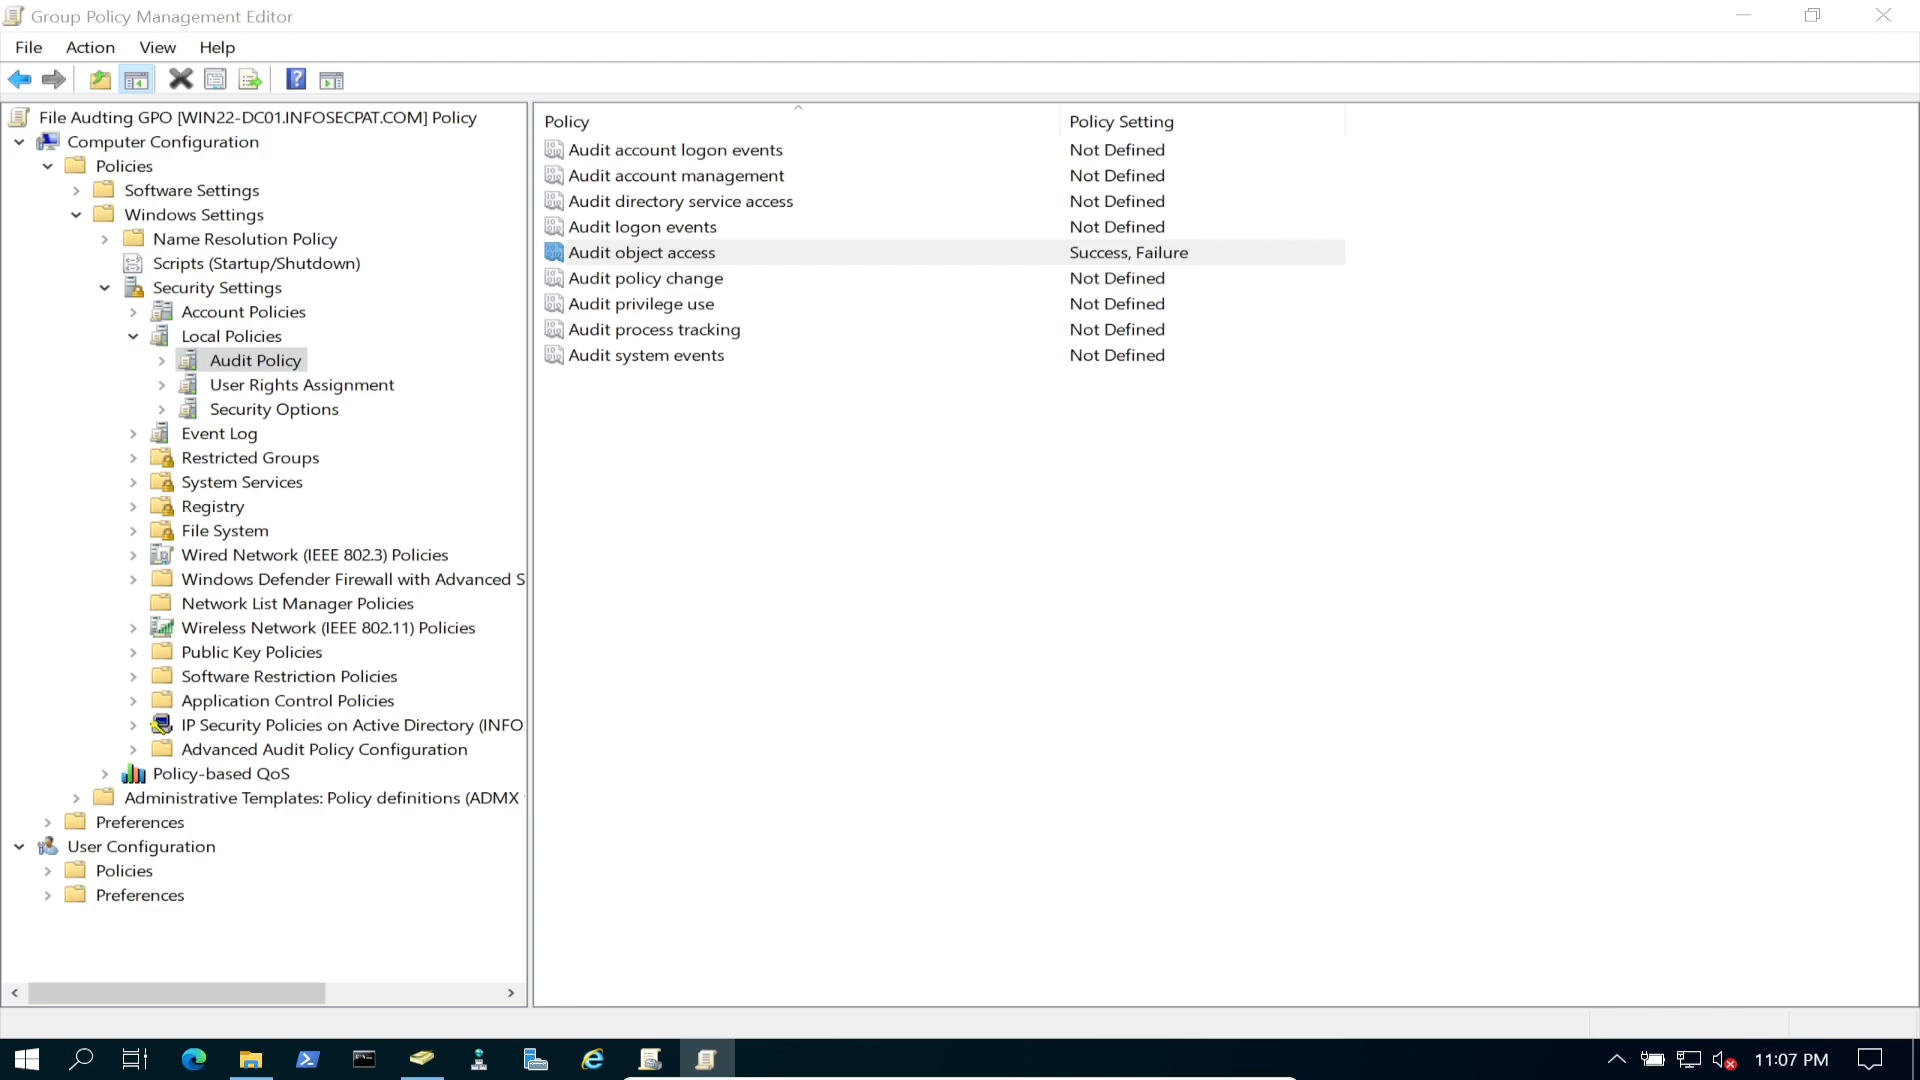 Group Policy Management Editor
File Action View Help
File Audting GPO [WIN22-DC01.INFOSECPAT.COM] Policy
Computer Configuration
Policies
Software Settings
Windows Settings
Name Resolution Policy
Scripts (Startup/Shutdown)
Security Settings
Account Policies
Local Policies
Audit Policy
User Rights Assignment
Security Options
Event Log
Restricted Groups
System Services
Registry
File System
Wired Network (IEEE 802.3) Policies
Windows Defender Firewall with Advanced S
Network List Manager Policies
Wireless Network (IEEE 802.11) Policies
Public Key Policies
Software Restriction Policies
Application Control Policies
IP Security Policies on Active Directory (INFO
Advanced Audit Policy Configuration
Policy-based QoS
Administrative Templates: Policy definitions (ADMX
Preferences
User Configuration
Policies
Preferences
Policy Policy Setting
Audit account logon events Not Defined
Audit account management Not Defined
Audit directory service access Not Defined
Audit logon events Not Defined
Audit object access Success, Failure
Audit policy change Not Defined
Audit privilege use Not Defined
Audit process tracking Not Defined
Audit system events Not Defined
11:07 PM